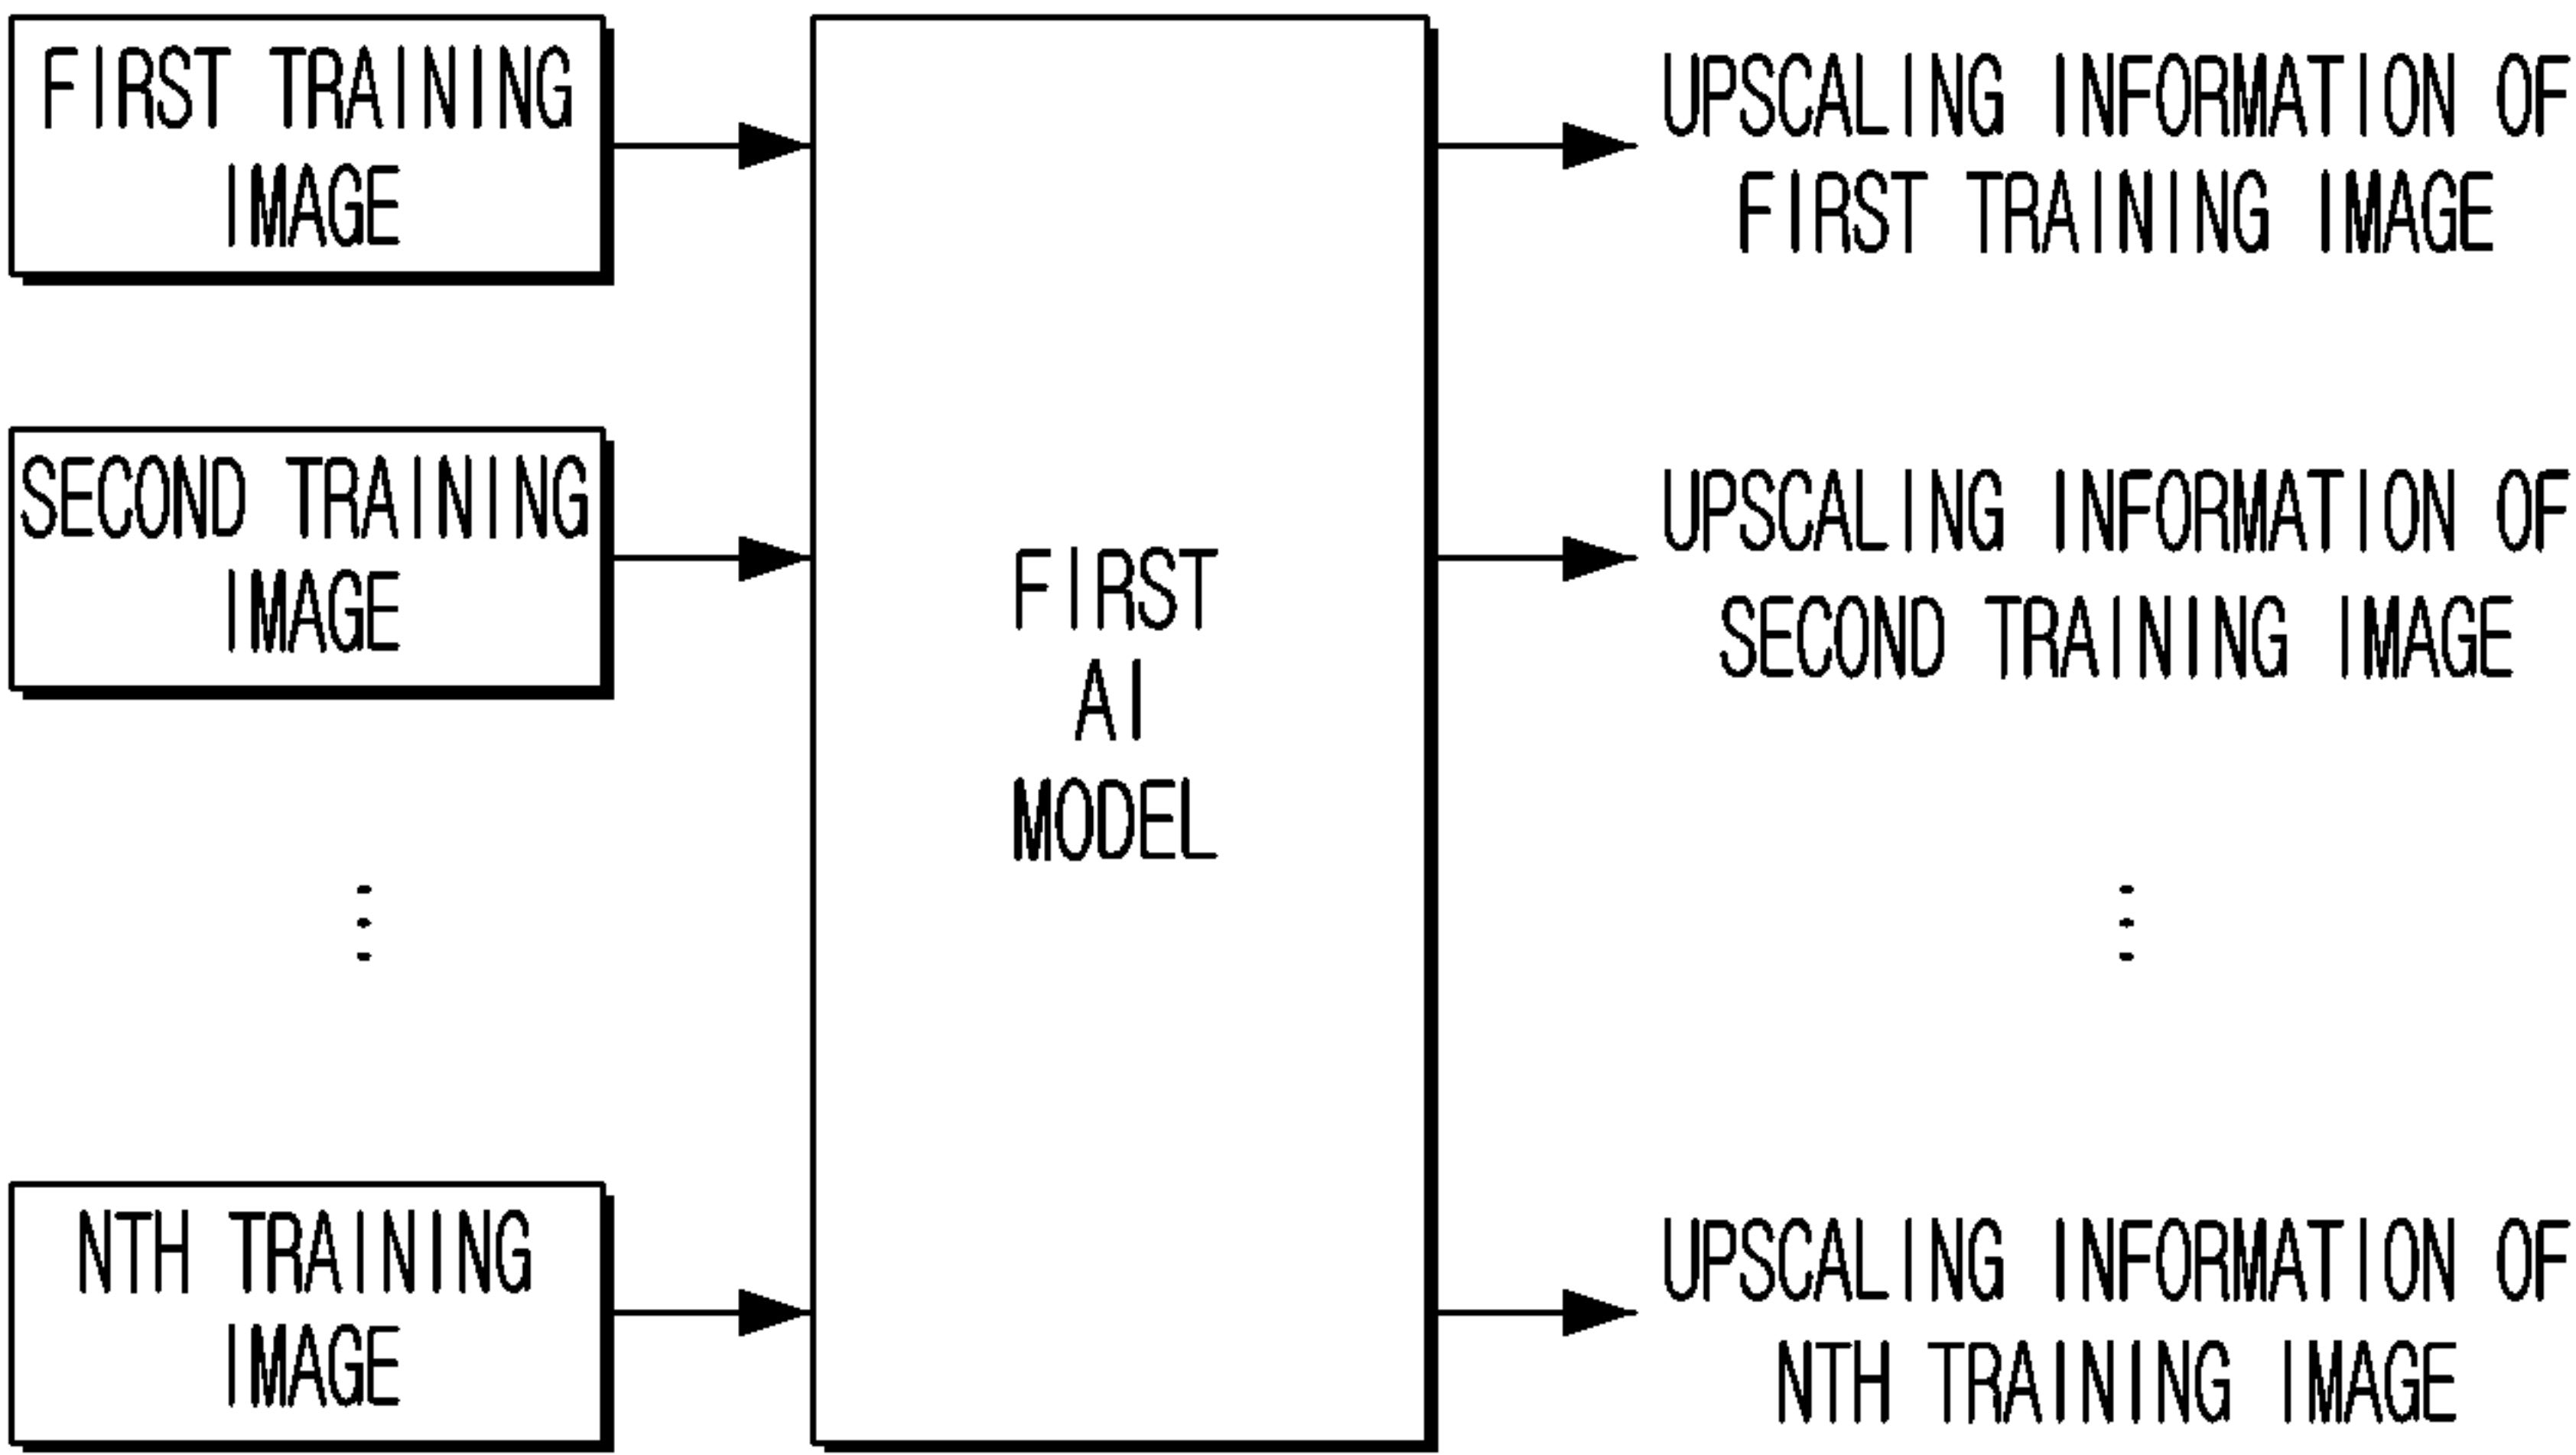 FIRST TRAINING
IMAGE
UPSCALING INFORMATION OF
FIRST TRAINING IMAGE
SECOND TRAINING
IMAGE
UPSCALING INFORMATION OF
SECOND TRAINING IMAGE
FIRST
AI
MODEL
NTH TRAINING
IMAGE
UPSCALING INFORMATION OF
NTH TRAINING IMAGE